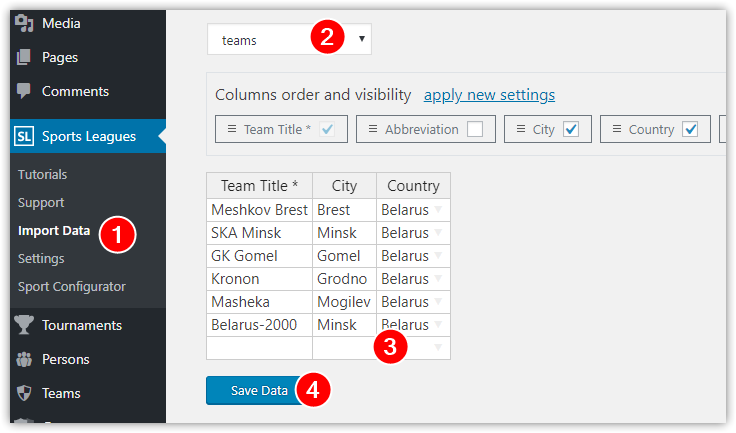 Media
Pages
Comments
SL Sports Leagues
Tutorials
Support
Import Data 1
Settings
Sport Configurator
Tournaments
Persons
Teams
teams 2
Columns order and visibility apply new settings
Team Title * Abbreviation City Country
Team Title * City Country
Meshkov Brest Brest Belarus
SKA Minsk Minsk Belarus
GK Gomel Gomel Belarus
Kronon Grodno Belarus
Masheka Mogilev Belarus
Belarus-2000 Minsk Belarus
3
Save Data 4